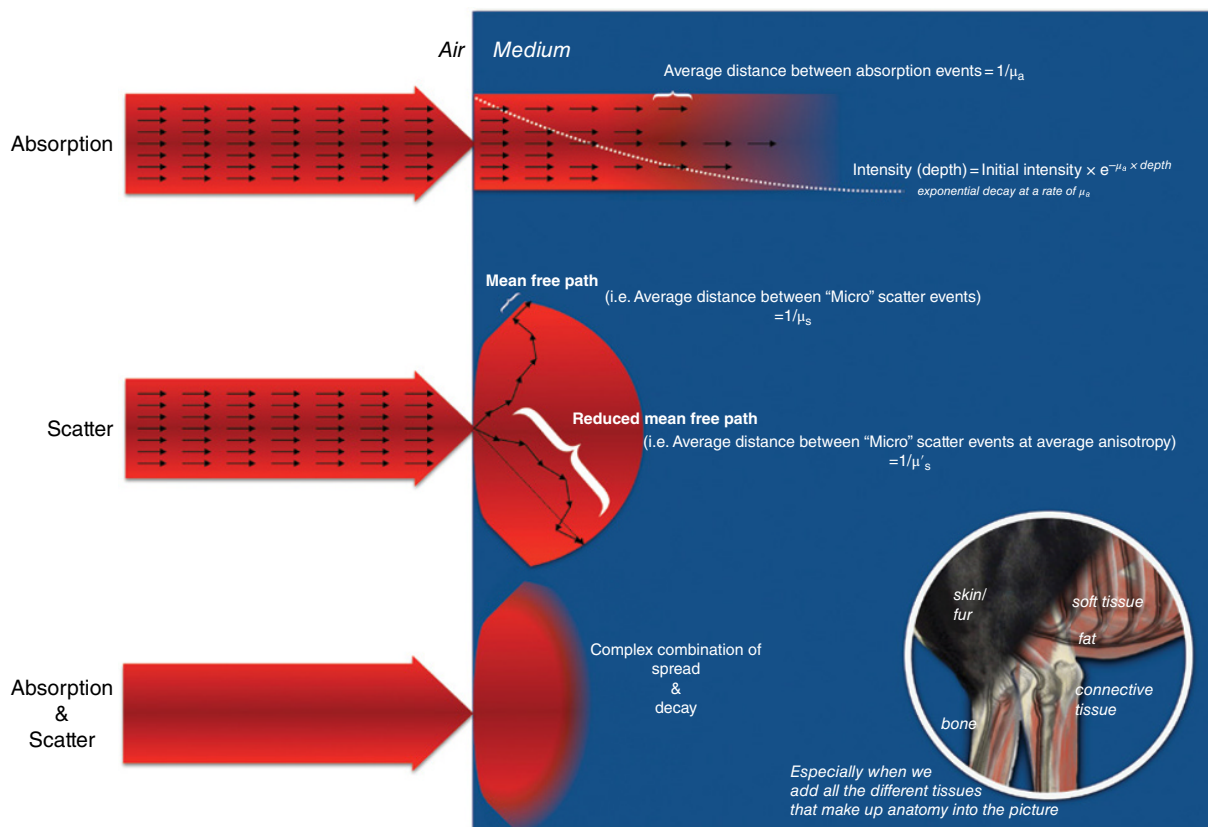 Air Medium
Average distance between absorption events = 1/μa
Absorption
Intensity (depth) = Initial intensity × e^−μa × depth
exponential decay at a rate of μa
Mean free path
(i.e. Average distance between “Micro” scatter events)
=1/μs
Scatter
Reduced mean free path
(i.e. Average distance between “Micro” scatter events at average anisotropy)
=1/μ′s
Absorption
&
Scatter
Complex combination of
spread
&
decay
skin/
fur
soft tissue
fat
connective
tissue
bone
Especially when we
add all the different tissues
that make up anatomy into the picture